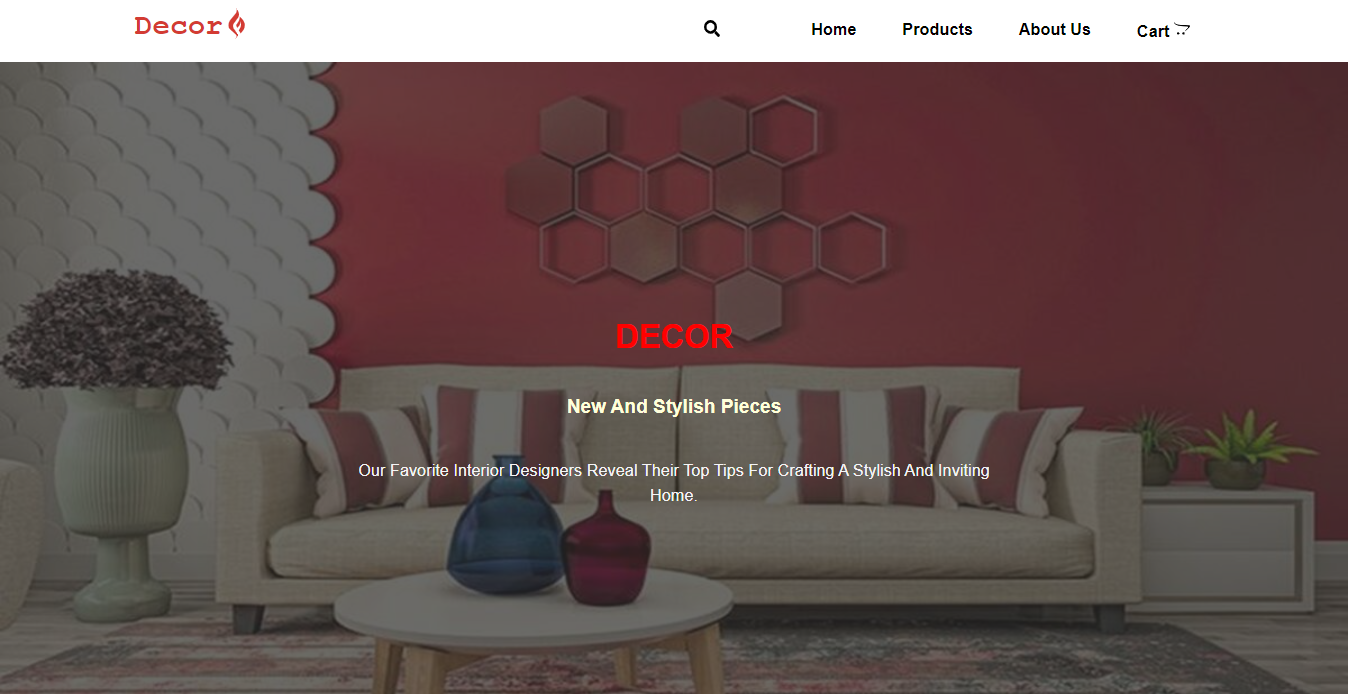 Decor
Home
Products
About Us
Cart
DECOR
New And Stylish Pieces
Our Favorite Interior Designers Reveal Their Top Tips For Crafting A Stylish And Inviting
Home.